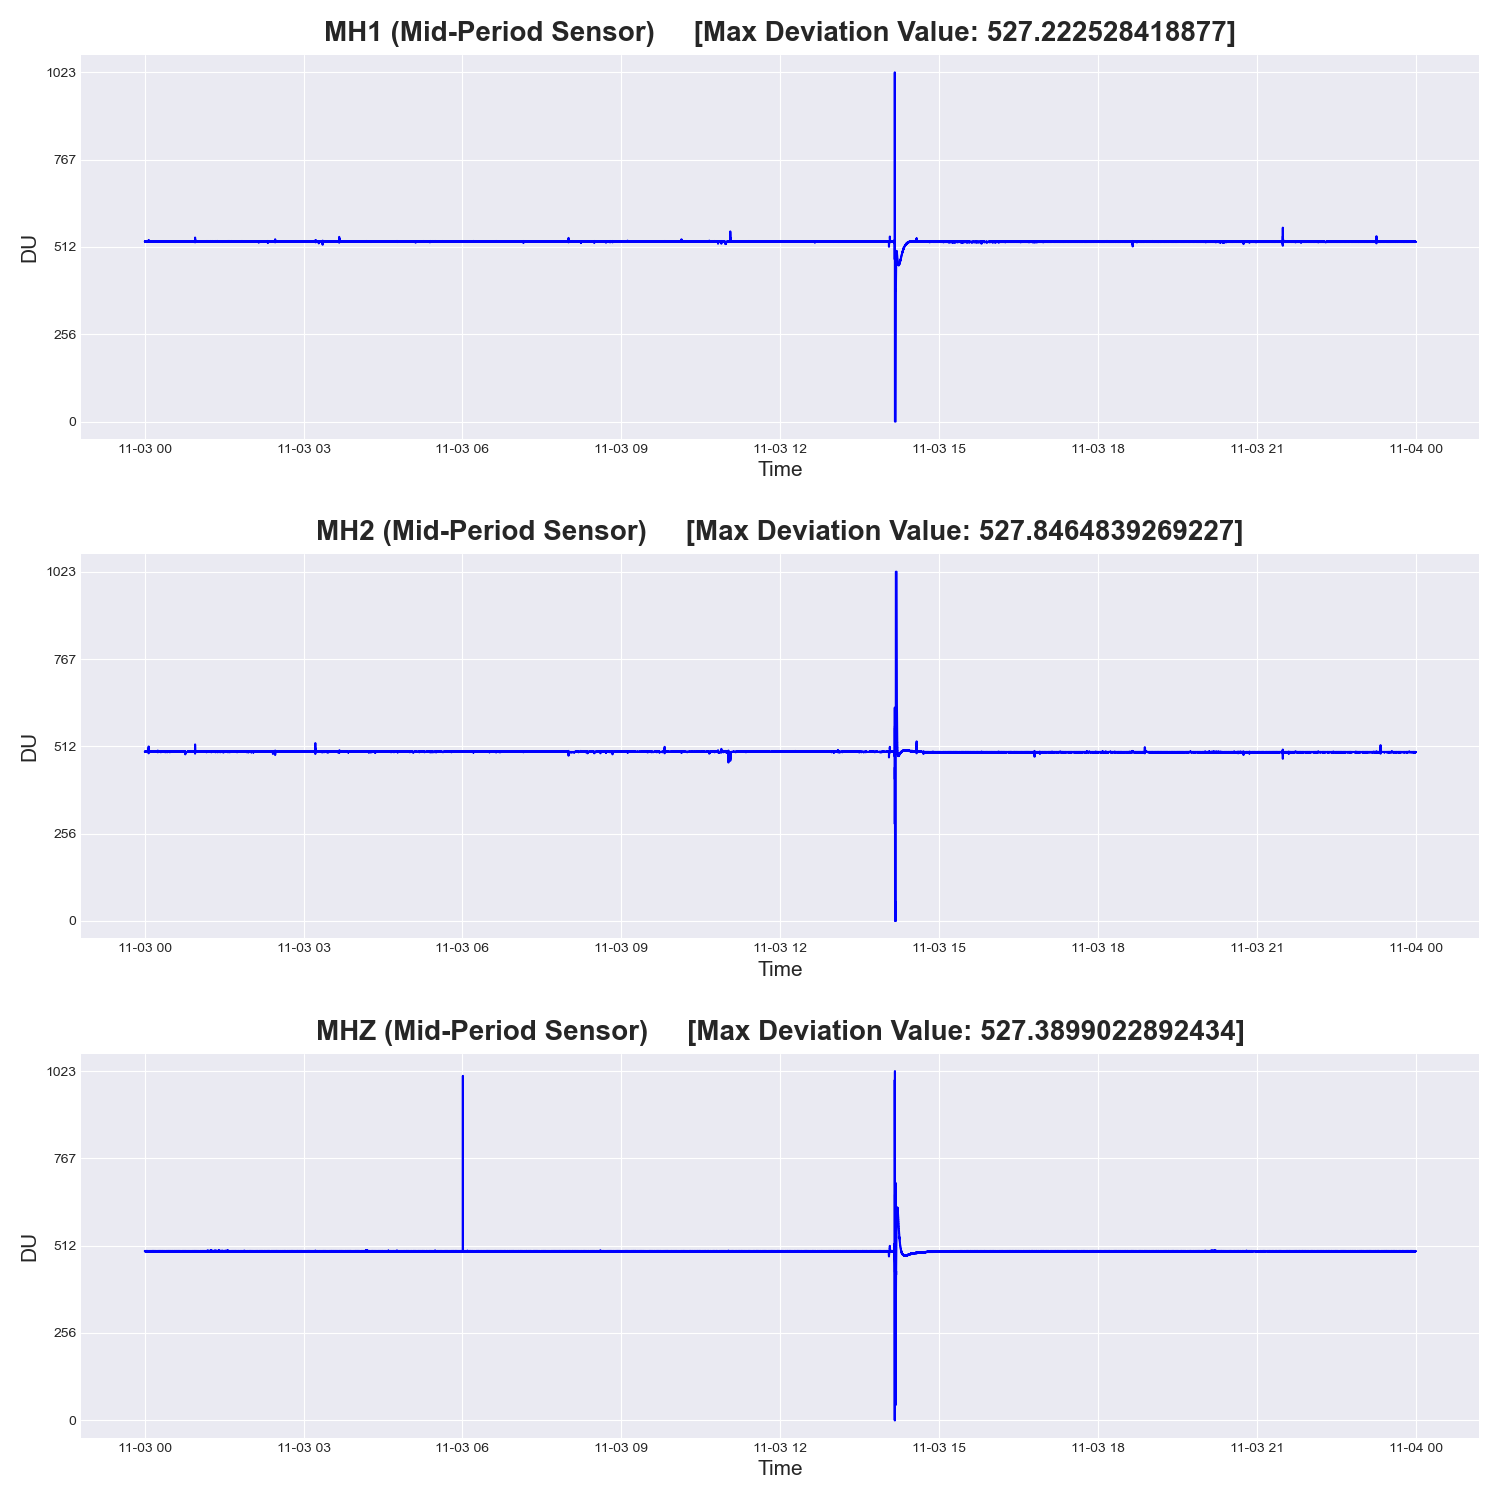 MH1 (Mid-Period Sensor) [Max Deviation Value: 527.222528418877]
1023
767
512
256
0
DU
11-03 00 11-03 03 11-03 06 11-03 09 11-03 12 11-03 15 11-03 18 11-03 21 11-04 00
Time
MH2 (Mid-Period Sensor) [Max Deviation Value: 527.8464839269227]
1023
767
512
256
0
DU
11-03 00 11-03 03 11-03 06 11-03 09 11-03 12 11-03 15 11-03 18 11-03 21 11-04 00
Time
MHZ (Mid-Period Sensor) [Max Deviation Value: 527.3899022892434]
1023
767
512
256
0
DU
11-03 00 11-03 03 11-03 06 11-03 09 11-03 12 11-03 15 11-03 18 11-03 21 11-04 00
Time